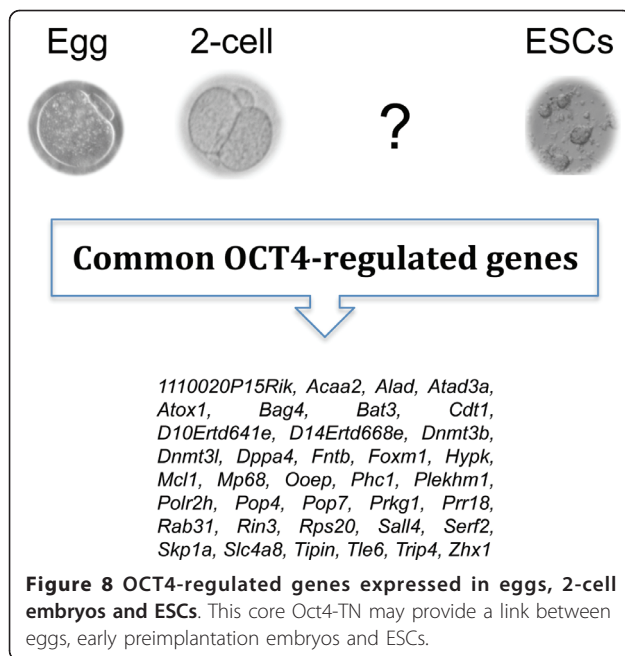 Egg 2-cell ESCs
?
Common OCT4-regulated genes
1110020P15Rik, Acaa2, Alad, Atad3a,
Atox1, Bag4, Bat3, Cdt1,
D10Ertd641e, D14Ertd668e, Dnmt3b,
Dnmt3l, Dppa4, Fntb, Foxm1, Hypk,
Mcl1, Mp68, Ooep, Phc1, Plekhm1,
Polr2h, Pop4, Pop7, Prkg1, Prr18,
Rab31, Rin3, Rps20, Sall4, Serf2,
Skp1a, Slc4a8, Tipin, Tle6, Trip4, Zhx1
Figure 8 OCT4-regulated genes expressed in eggs, 2-cell
embryos and ESCs. This core Oct4-TN may provide a link between
eggs, early preimplantation embryos and ESCs.